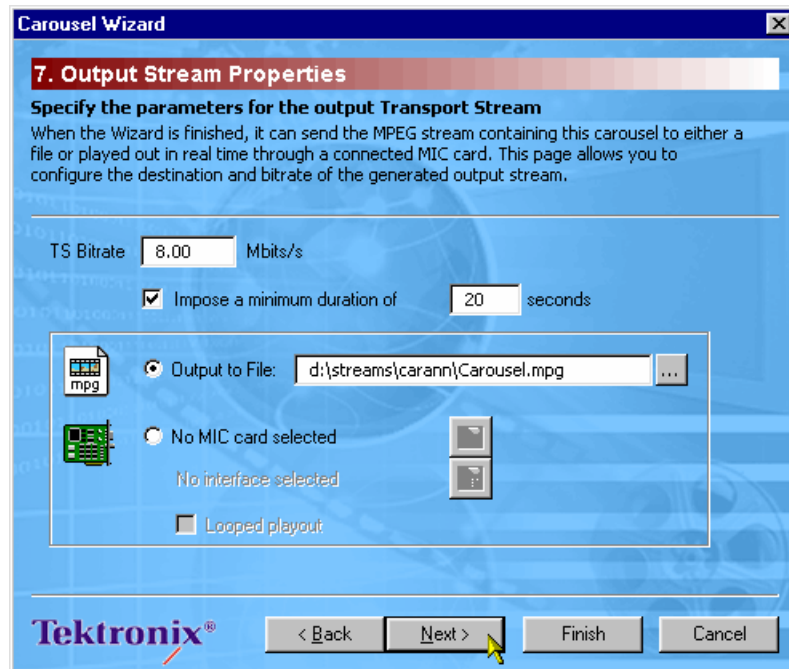 Carousel Wizard
7. Output Stream Properties
Specify the parameters for the output Transport Stream
When the Wizard is finished, it can send the MPEG stream containing this carousel to either a
file or played out in real time through a connected MIC card. This page allows you to
configure the destination and bitrate of the generated output stream.
TS Bitrate 8.00 Mbits/s
Impose a minimum duration of 20 seconds
mpg
Output to File: d:\streams\carann\Carousel.mpg ...
No MIC card selected
No interface selected
Looped playout
Tektronix® < Back Next > Finish Cancel